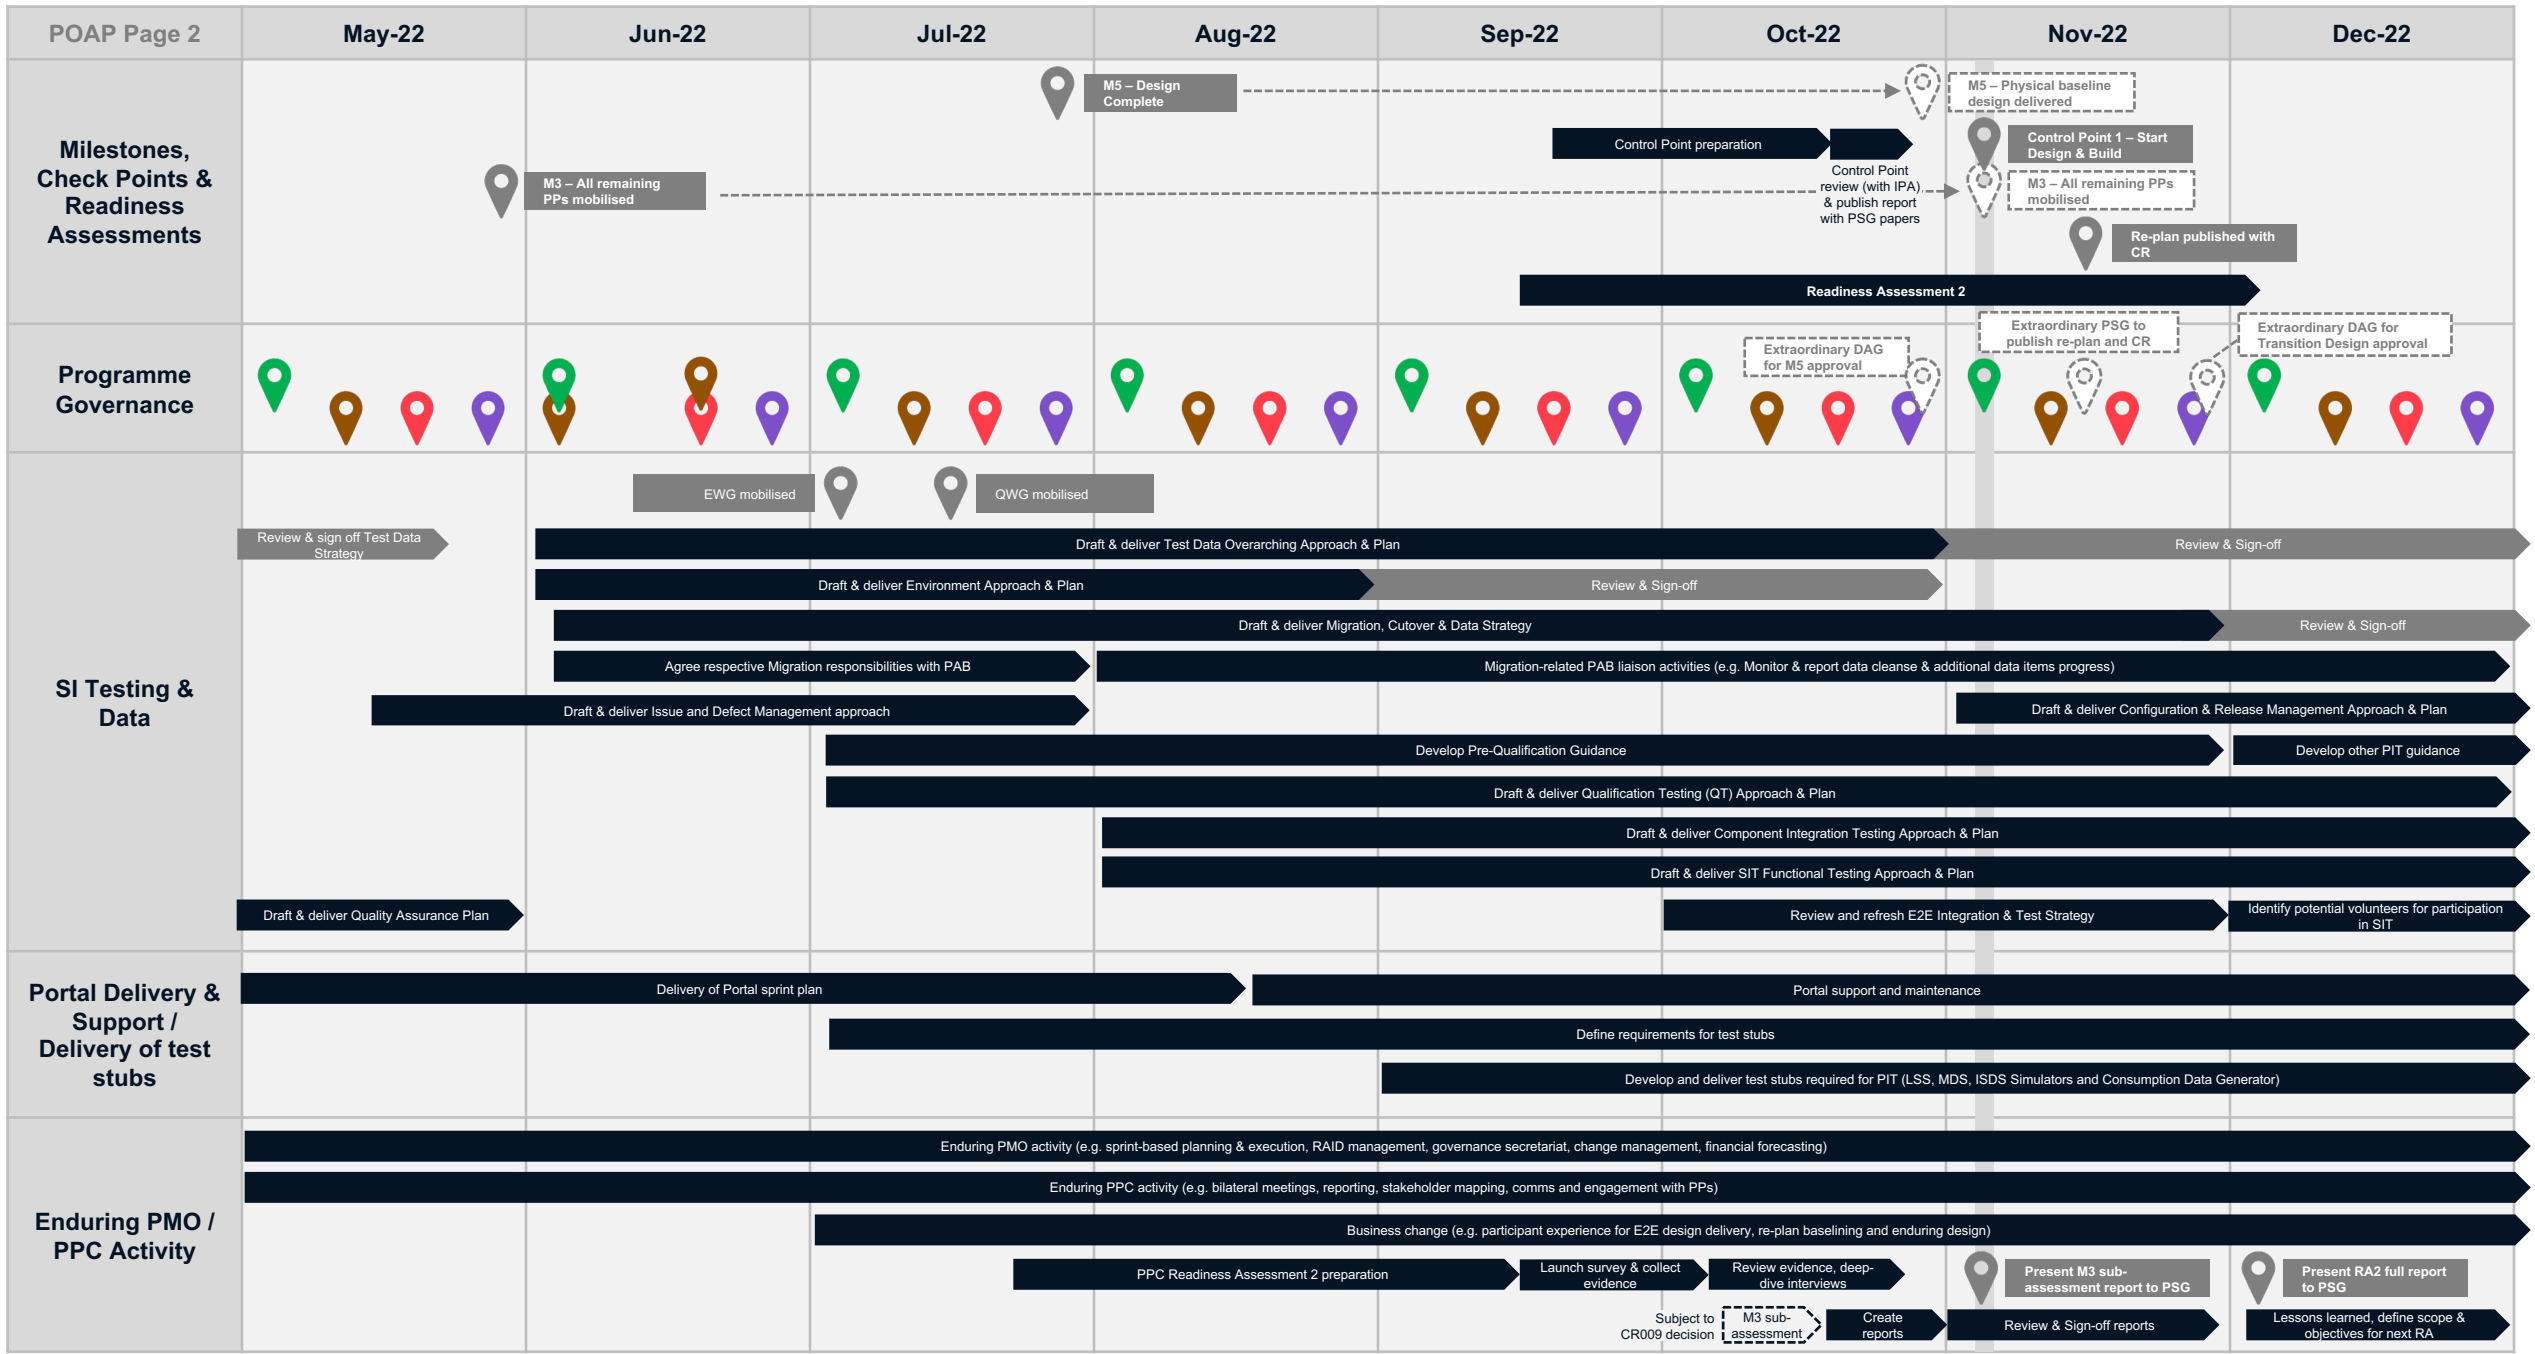 POAP Page 2
May-22
Jun-22
Jul-22
Aug-22
Sep-22
Oct-22
Nov-22
Dec-22
Milestones,
Check Points &
Readiness
Assessments
M5 – Design
Complete
M5 – Physical baseline
design delivered
Control Point preparation
Control Point
review (with IPA)
& publish report
with PSG papers
Control Point 1 – Start
Design & Build
M3 – All remaining
PPs mobilised
M3 – All remaining PPs
mobilised
Re-plan published with
CR
Readiness Assessment 2
Programme
Governance
Extraordinary DAG
for M5 approval
Extraordinary PSG to
publish re-plan and CR
Extraordinary DAG for
Transition Design approval
SI Testing &
Data
EWG mobilised
QWG mobilised
Review & sign off Test Data
Strategy
Draft & deliver Test Data Overarching Approach & Plan
Review & Sign-off
Draft & deliver Environment Approach & Plan
Review & Sign-off
Draft & deliver Migration, Cutover & Data Strategy
Review & Sign-off
Agree respective Migration responsibilities with PAB
Migration-related PAB liaison activities (e.g. Monitor & report data cleanse & additional data items progress)
Draft & deliver Issue and Defect Management approach
Draft & deliver Configuration & Release Management Approach & Plan
Develop Pre-Qualification Guidance
Develop other PIT guidance
Draft & deliver Qualification Testing (QT) Approach & Plan
Draft & deliver Component Integration Testing Approach & Plan
Draft & deliver SIT Functional Testing Approach & Plan
Draft & deliver Quality Assurance Plan
Review and refresh E2E Integration & Test Strategy
Identify potential volunteers for participation
in SIT
Portal Delivery &
Support /
Delivery of test
stubs
Delivery of Portal sprint plan
Portal support and maintenance
Define requirements for test stubs
Develop and deliver test stubs required for PIT (LSS, MDS, ISDS Simulators and Consumption Data Generator)
Enduring PMO /
PPC Activity
Enduring PMO activity (e.g. sprint-based planning & execution, RAID management, governance secretariat, change management, financial forecasting)
Enduring PPC activity (e.g. bilateral meetings, reporting, stakeholder mapping, comms and engagement with PPs)
Business change (e.g. participant experience for E2E design delivery, re-plan baselining and enduring design)
PPC Readiness Assessment 2 preparation
Launch survey & collect
evidence
Review evidence, deep-
dive interviews
Present M3 sub-
assessment report to PSG
Present RA2 full report
to PSG
Subject to
CR009 decision
M3 sub-
assessment
Create
reports
Review & Sign-off reports
Lessons learned, define scope &
objectives for next RA